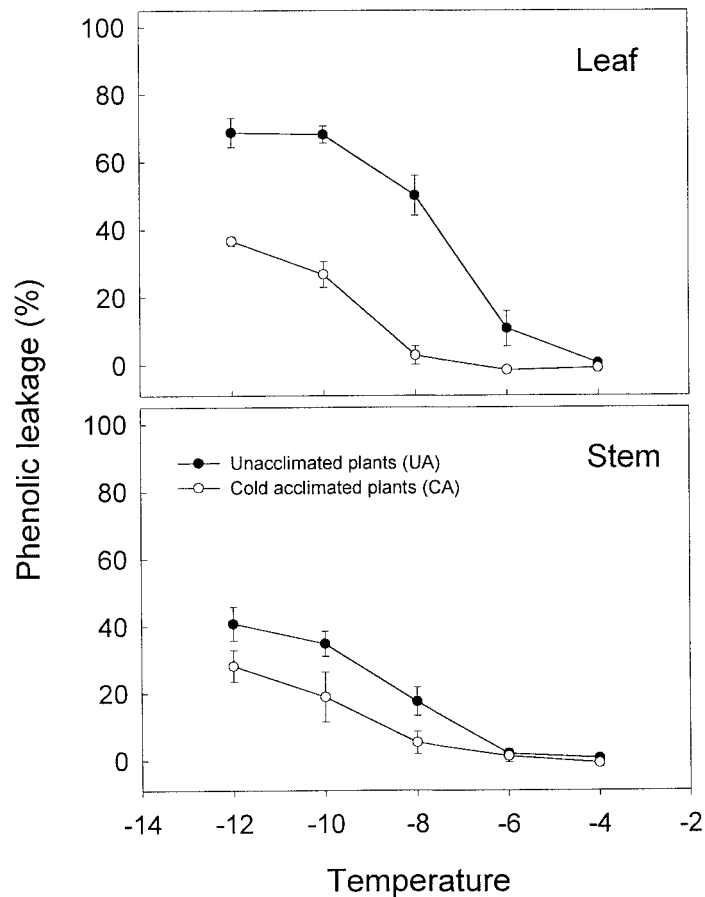 100
Leaf
80
60
40
20
0
100
Stem
Unacclimated plants (UA)
80
Cold acclimated plants (CA)
60
40
20
0
Phenolic leakage (%)
-14 -12 -10 -8 -6 -4 -2
Temperature